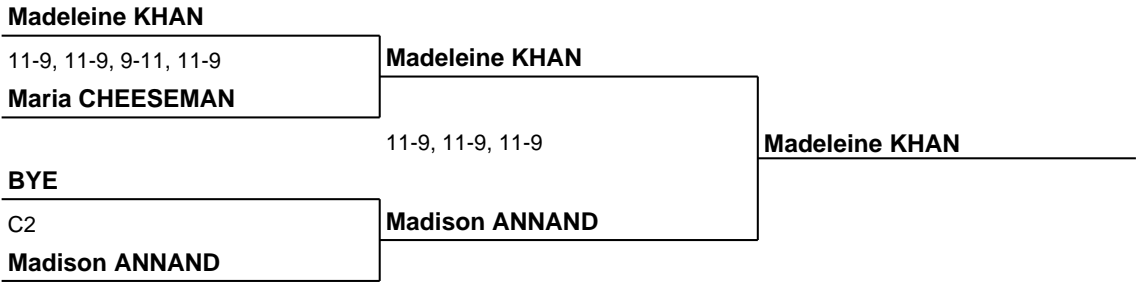 Madeleine KHAN
11-9, 11-9, 9-11, 11-9
Madeleine KHAN
Maria CHEESEMAN
11-9, 11-9, 11-9
Madeleine KHAN
BYE
C2
Madison ANNAND
Madison ANNAND